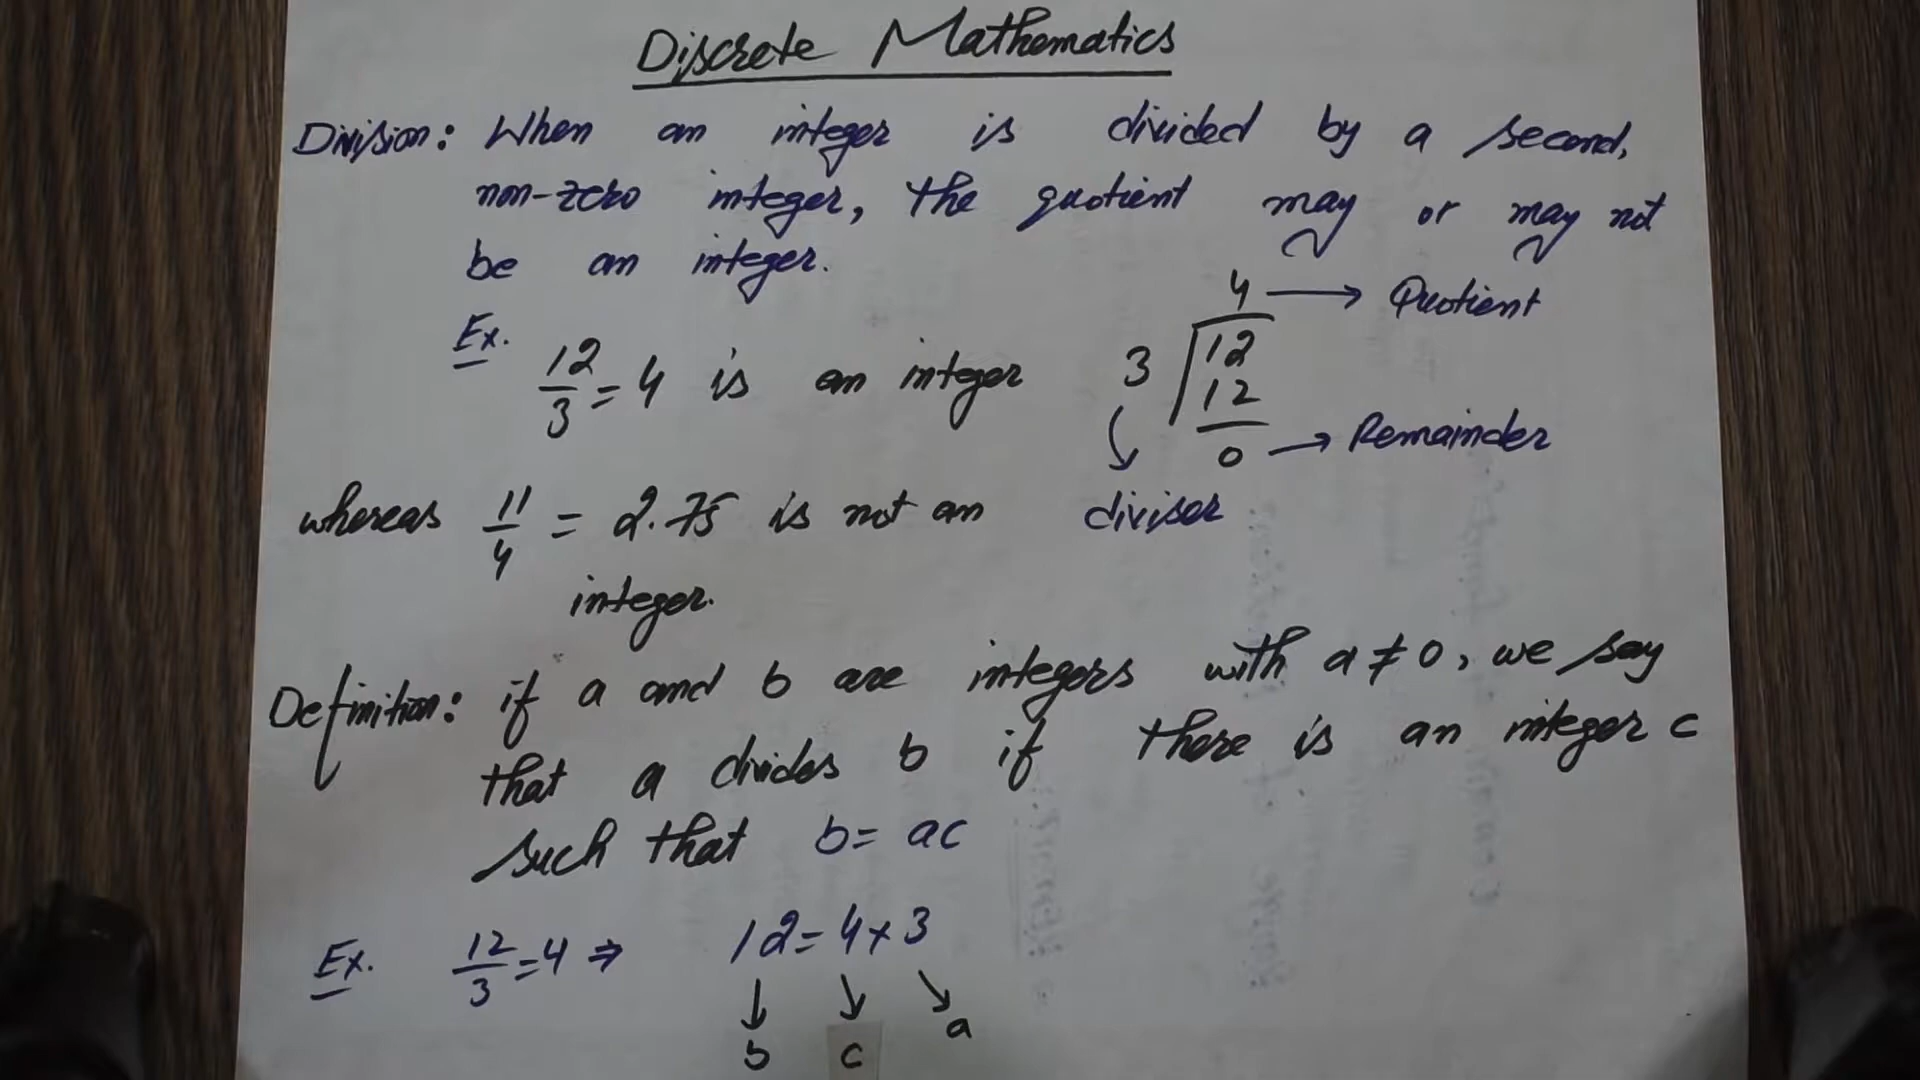 Discrete Mathematics
Division: When an integer is divided by a second,
non-zero integer, the quotient may or may not
be an integer.
Ex. 12/3 = 4 is an integer
4 → Quotient
3 12
12
0 → Remainder
divisor
whereas 11/4 = 2.75 is not an
integer.
Definition: if a and b are integers with a ≠ 0, we say
that a divides b if there is an integer c
such that b = ac
Ex. 12/3 = 4 ⇒ 12 = 4 × 3
↓ ↘ ↘
b c a